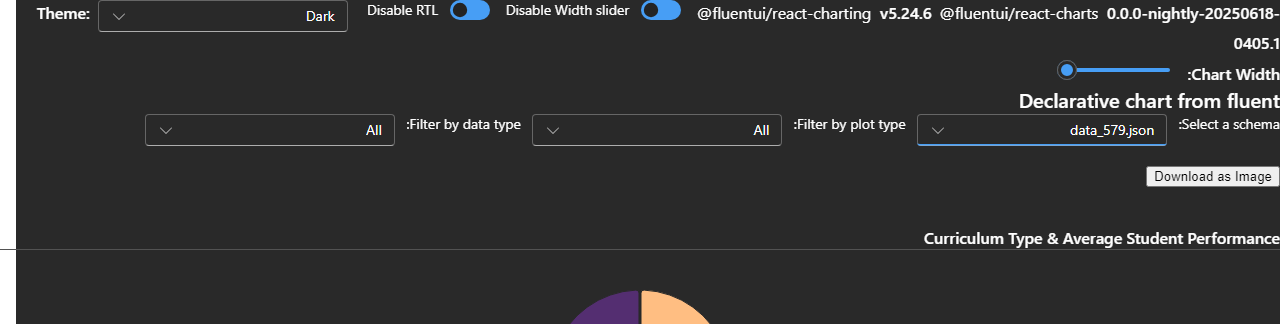 Theme: Dark Disable RTL Disable Width slider @fluentui/react-charting v5.24.6 @fluentui/react-charts 0.0.0-nightly-20250618-
0405.1
:Chart Width
Declarative chart from fluent
:Select a schema data_579.json :Filter by plot type All :Filter by data type All
Download as Image
Curriculum Type & Average Student Performance